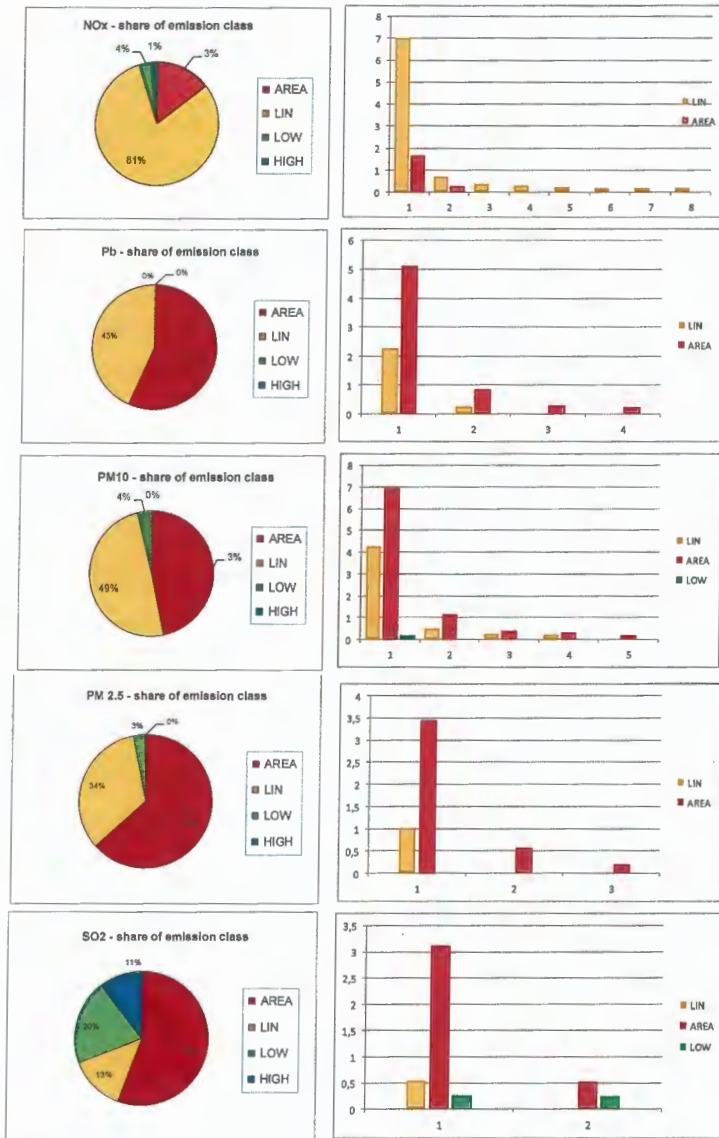 NOx - share of emission class
4%
1%
3%
81%
AREA
LIN
LOW
HIGH
8
7
6
5
4
3
2
1
0
1 2 3 4 5 6 7 8
LIN
AREA
Pb - share of emission class
0%
0%
43%
AREA
LIN
LOW
HIGH
6
5
4
3
2
1
0
1 2 3 4
LIN
AREA
PM10 - share of emission class
4%
0%
3%
49%
AREA
LIN
LOW
HIGH
8
7
6
5
4
3
2
1
0
1 2 3 4 5
LIN
AREA
LOW
PM 2.5 - share of emission class
3%
0%
34%
AREA
LIN
LOW
HIGH
4
3,5
3
2,5
2
1,5
1
0,5
0
1 2 3
LIN
AREA
SO2 - share of emission class
11%
20%
13%
AREA
LIN
LOW
HIGH
3,5
3
2,5
2
1,5
1
0,5
0
1 2
LIN
AREA
LOW